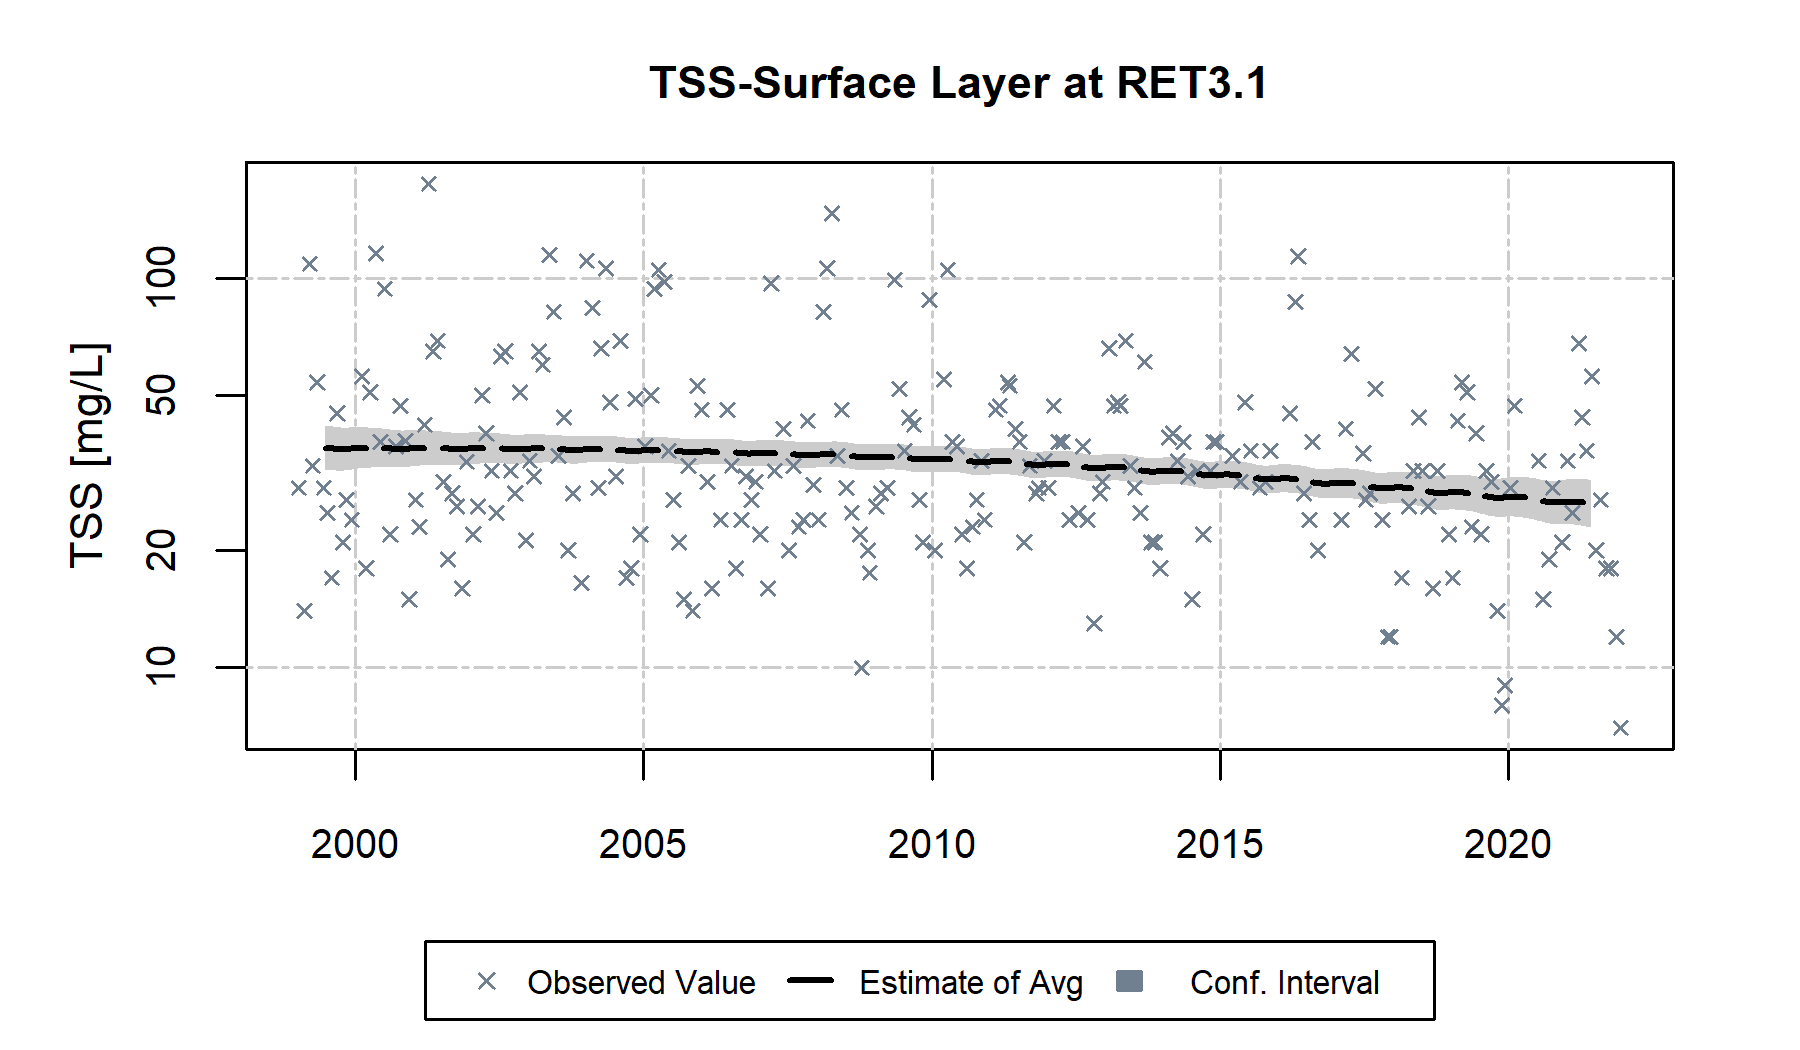 TSS-Surface Layer at RET3.1
TSS [mg/L]
100
50
20
10
2000 2005 2010 2015 2020
Observed Value Estimate of Avg Conf. Interval